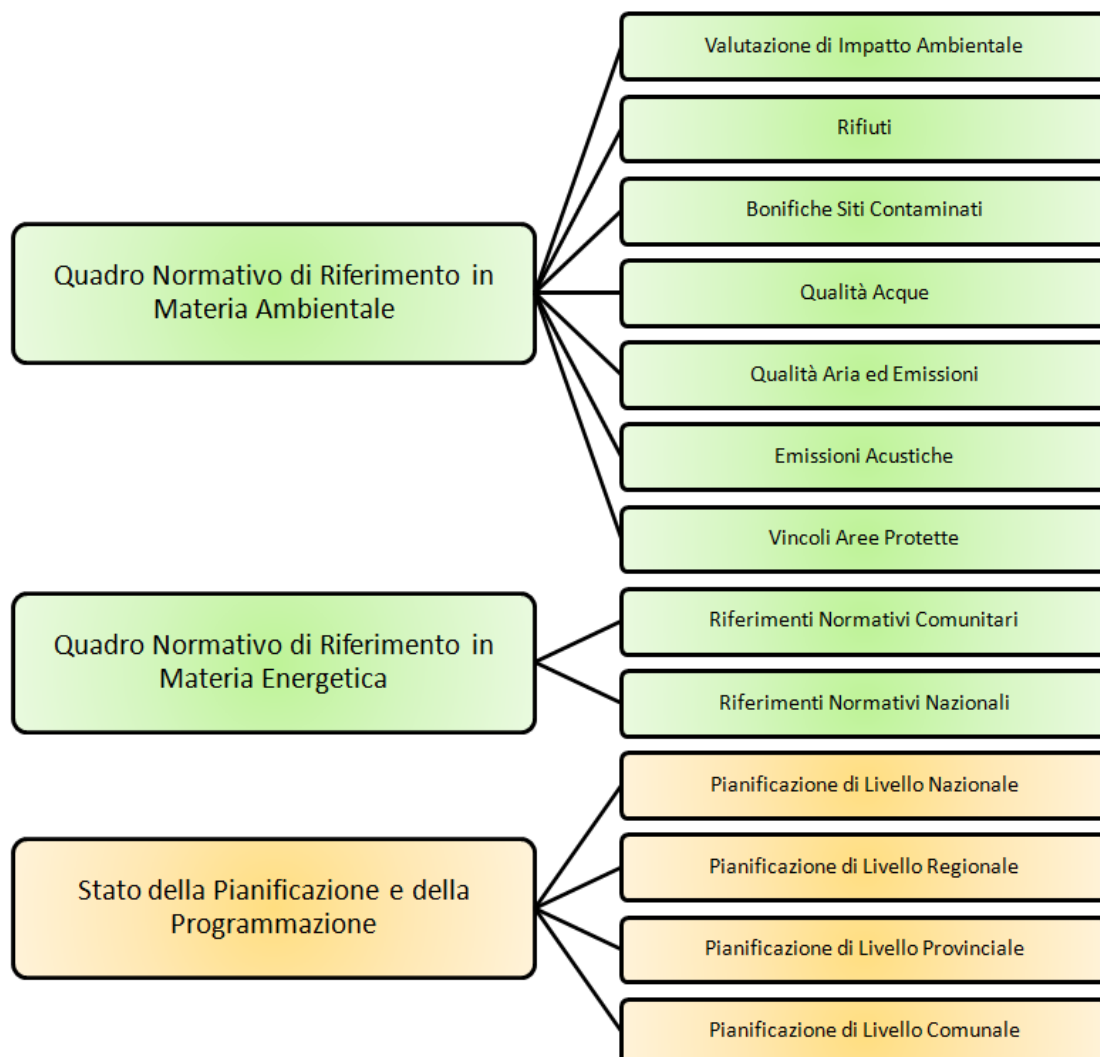 Quadro Normativo di Riferimento in
Materia Ambientale
Valutazione di Impatto Ambientale
Rifiuti
Bonifiche Siti Contaminati
Qualità Acque
Qualità Aria ed Emissioni
Emissioni Acustiche
Vincoli Aree Protette
Quadro Normativo di Riferimento in
Materia Energetica
Riferimenti Normativi Comunitari
Riferimenti Normativi Nazionali
Stato della Pianificazione e della
Programmazione
Pianificazione di Livello Nazionale
Pianificazione di Livello Regionale
Pianificazione di Livello Provinciale
Pianificazione di Livello Comunale